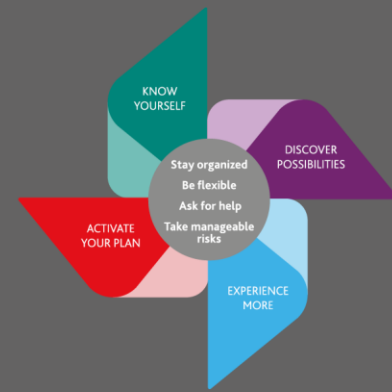 KNOW
YOURSELF
DISCOVER
POSSIBILITIES
Stay organized
Be flexible
Ask for help
Take manageable
risks
ACTIVATE
YOUR PLAN
EXPERIENCE
MORE